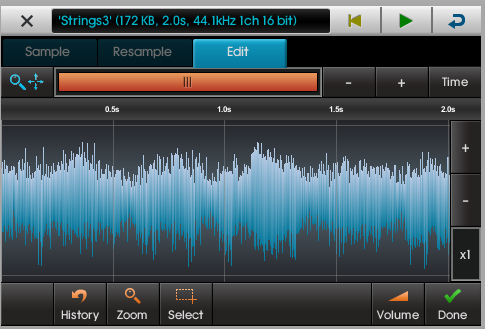 'Strings3' (172 KB, 2.0s, 44.1kHz 1ch 16 bit)
Sample Resample Edit
- + Time
0.5s 1.0s 1.5s 2.0s
+
-
x1
History Zoom Select Volume Done